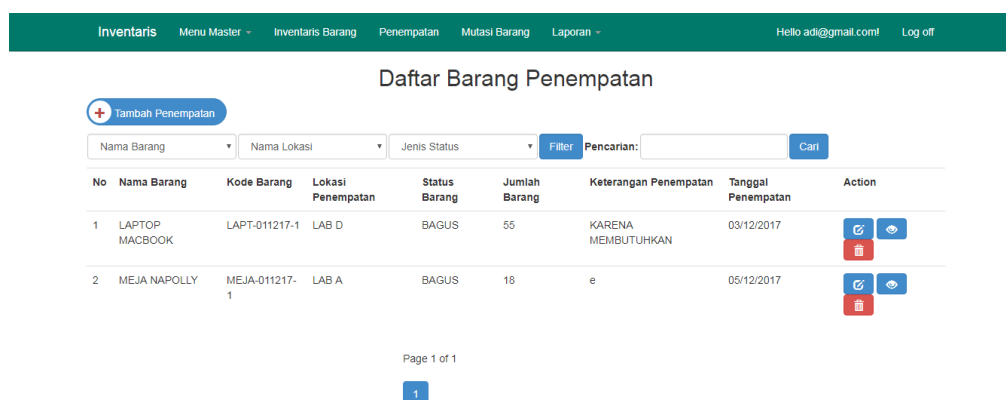 Inventaris Menu Master Inventaris Barang Penempatan Mutasi Barang Laporan Hello adi@gmail.com! Log off
Daftar Barang Penempatan
+ Tambah Penempatan
Nama Barang Nama Lokasi Jenis Status Filter Pencarian: Cari
No Nama Barang Kode Barang Lokasi Penempatan Status Barang Jumlah Barang Keterangan Penempatan Tanggal Penempatan Action
1 LAPTOP MACBOOK LAPT-011217-1 LAB D BAGUS 55 KARENA MEMBUTUHKAN 03/12/2017
2 MEJA NAPOLLY MEJA-011217-1 LAB A BAGUS 18 e 05/12/2017
Page 1 of 1
1